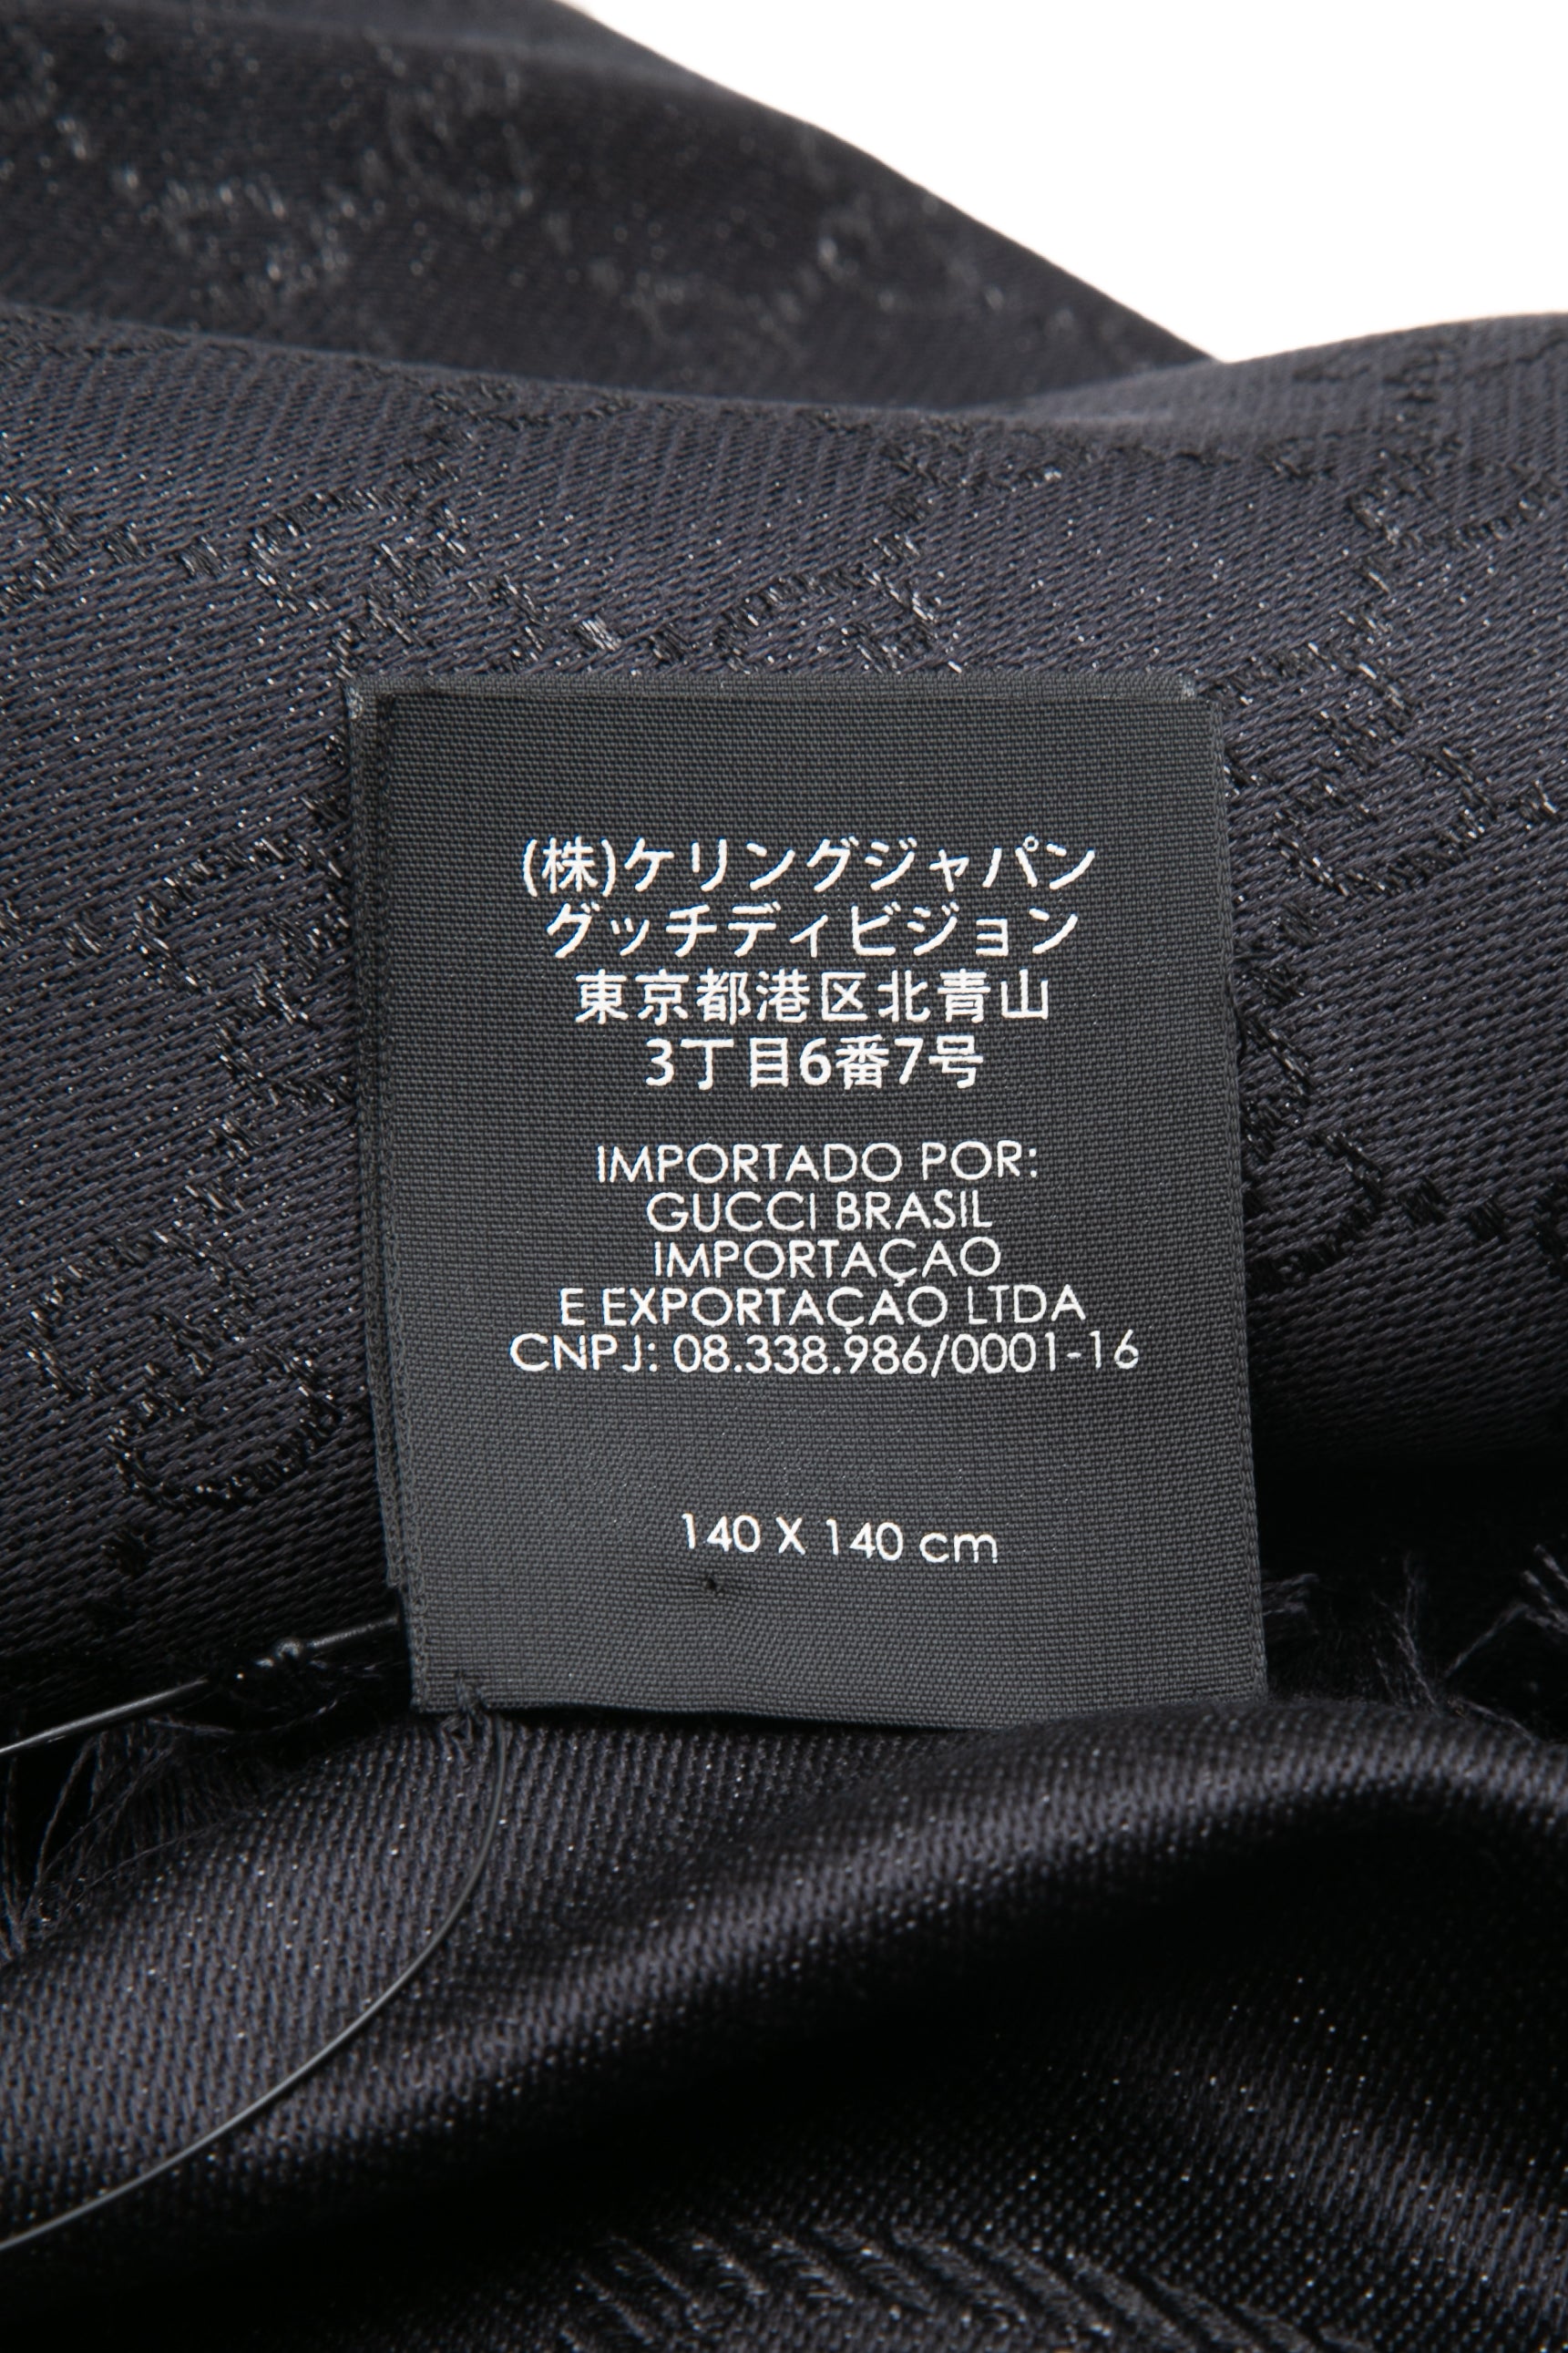 (株)ケリングジャパン
グッチディビジョン
東京都港区北青山
3丁目6番7号
IMPORTADO POR:
GUCCI BRASIL
IMPORTAÇAO
E EXPORTAÇAO LTDA
CNPJ: 08.338.986/0001-16
140 X 140 cm